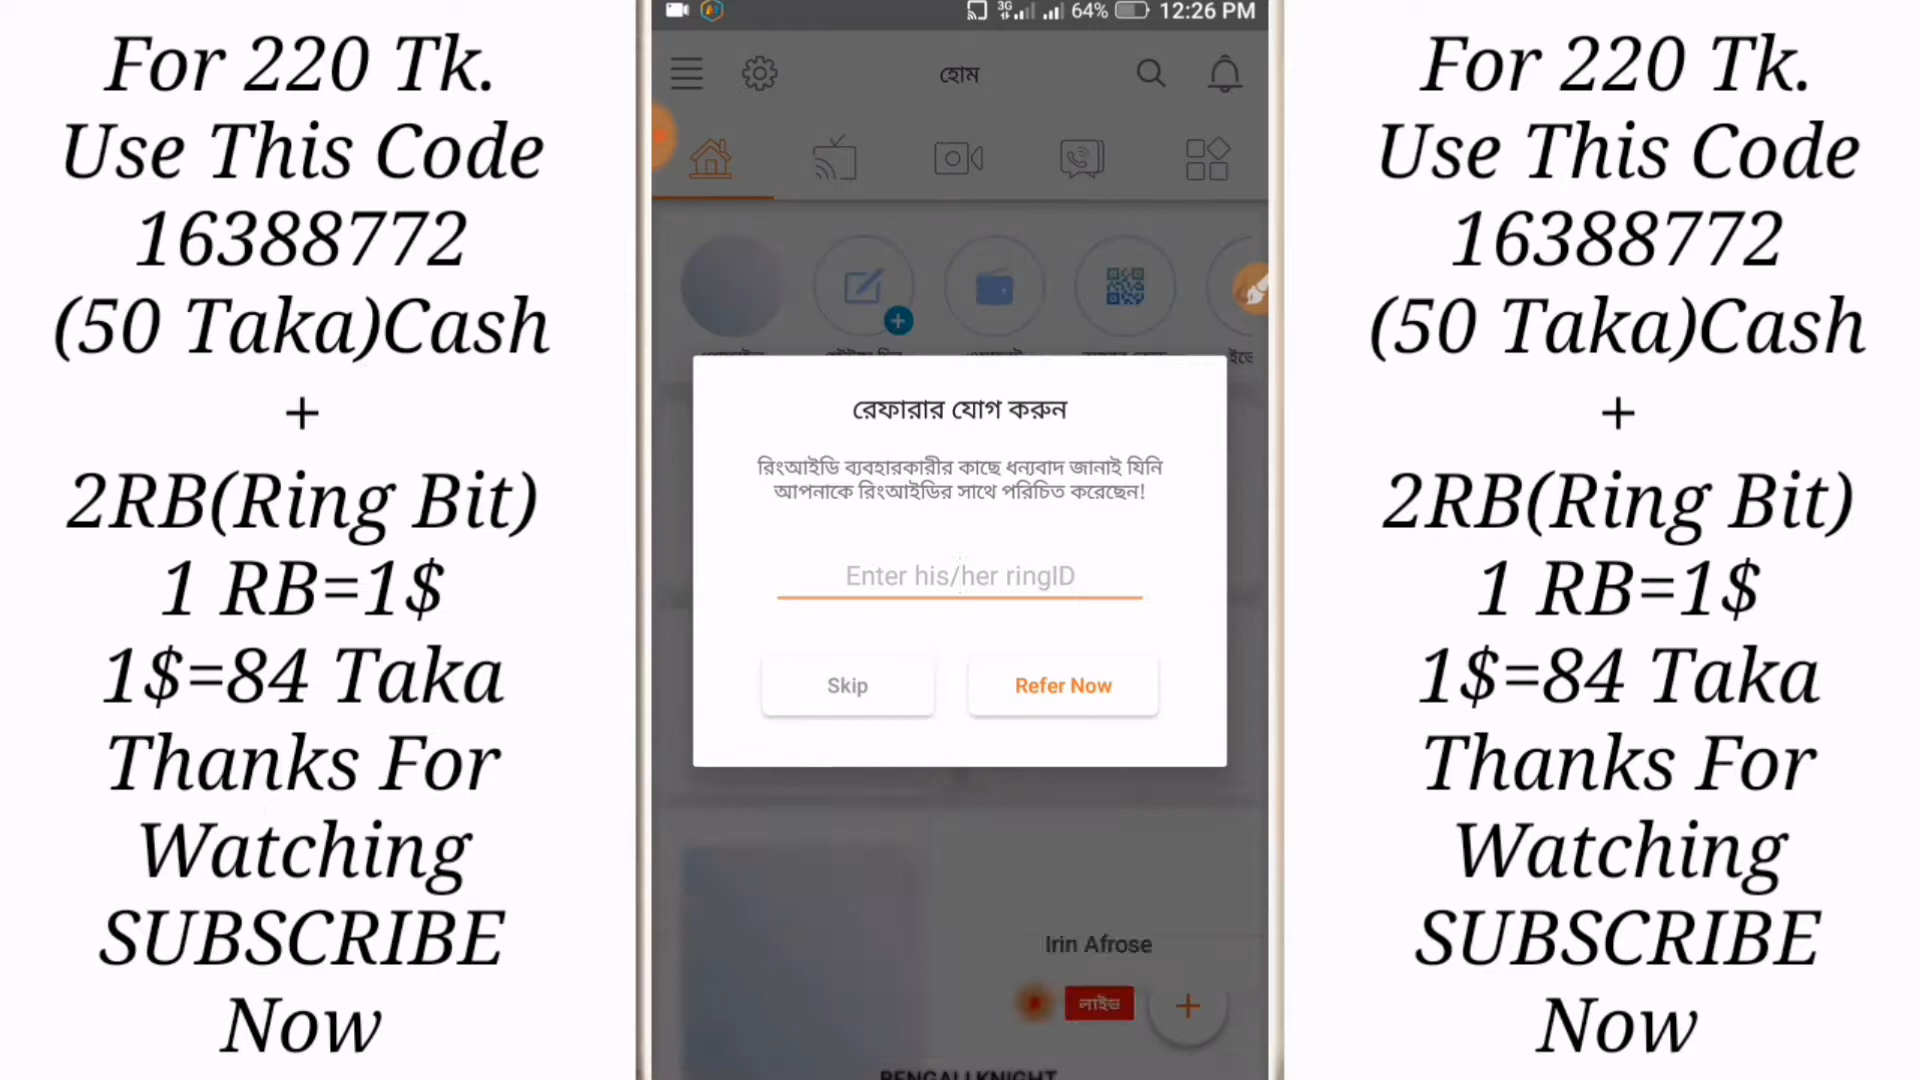 For 220 Tk.
Use This Code
16388772
(50 Taka)Cash
+
2RB(Ring Bit)
1 RB=1$
1$=84 Taka
Thanks For
Watching
SUBSCRIBE
Now
3G
64%
12:26 PM
হোম
রেফারার যোগ করুন
রিংআইডি ব্যবহারকারীর কাছে ধন্যবাদ জানাই যিনি
আপনাকে রিংআইডির সাথে পরিচিত করেছেন!
Enter his/her ringID
Skip
Refer Now
Irin Afrose
লাইভ
BENGALI KNIGHT
For 220 Tk.
Use This Code
16388772
(50 Taka)Cash
+
2RB(Ring Bit)
1 RB=1$
1$=84 Taka
Thanks For
Watching
SUBSCRIBE
Now